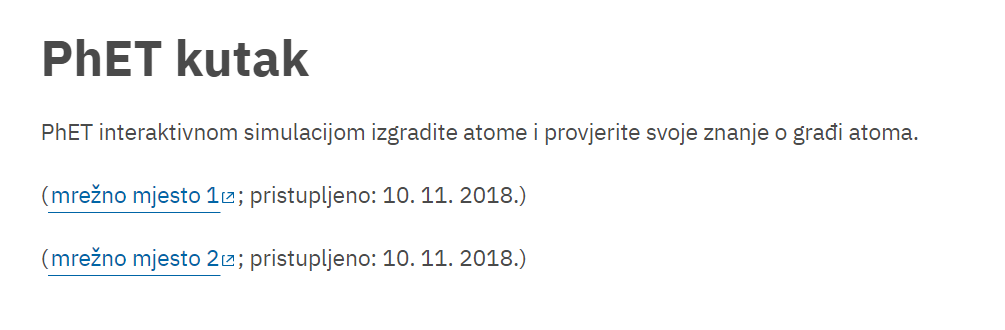 PhET kutak
PhET interaktivnom simulacijom izgradite atome i provjerite svoje znanje o građi atoma.
(mrežno mjesto 1; pristupljeno: 10. 11. 2018.)
(mrežno mjesto 2; pristupljeno: 10. 11. 2018.)